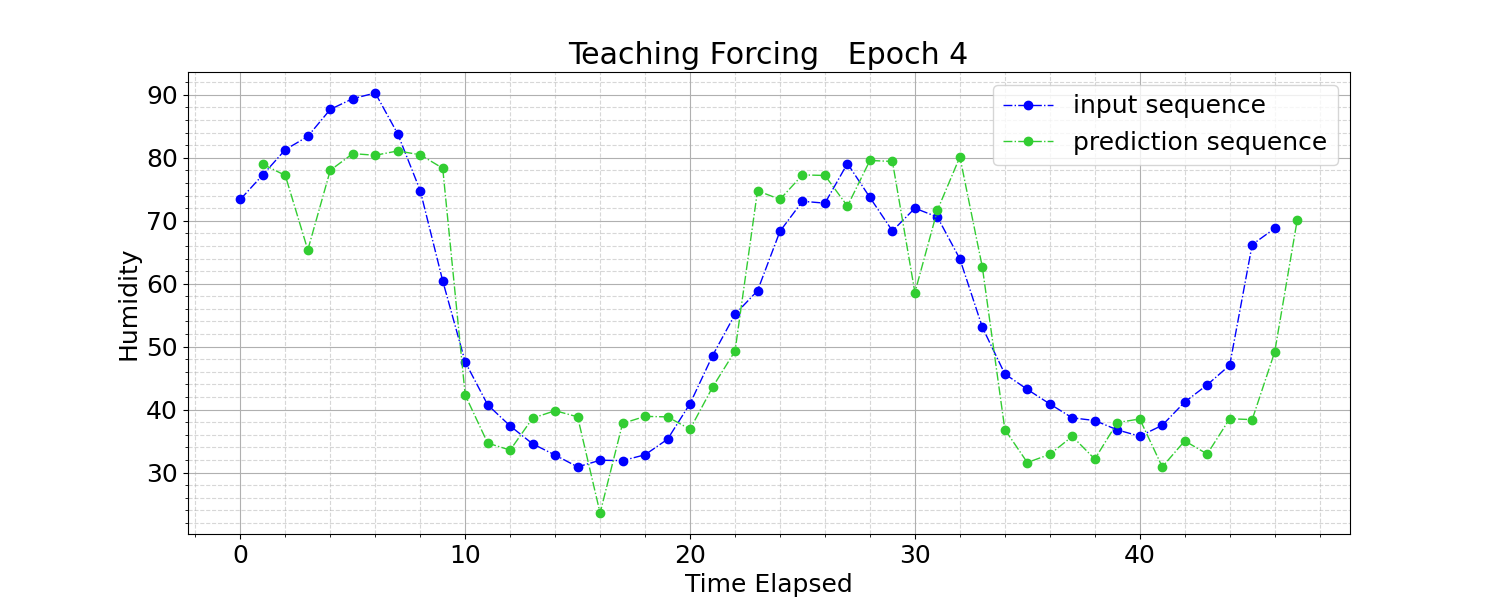 Teaching Forcing   Epoch 4
input sequence
prediction sequence
Humidity
90
80
70
60
50
40
30
0 10 20 30 40
Time Elapsed